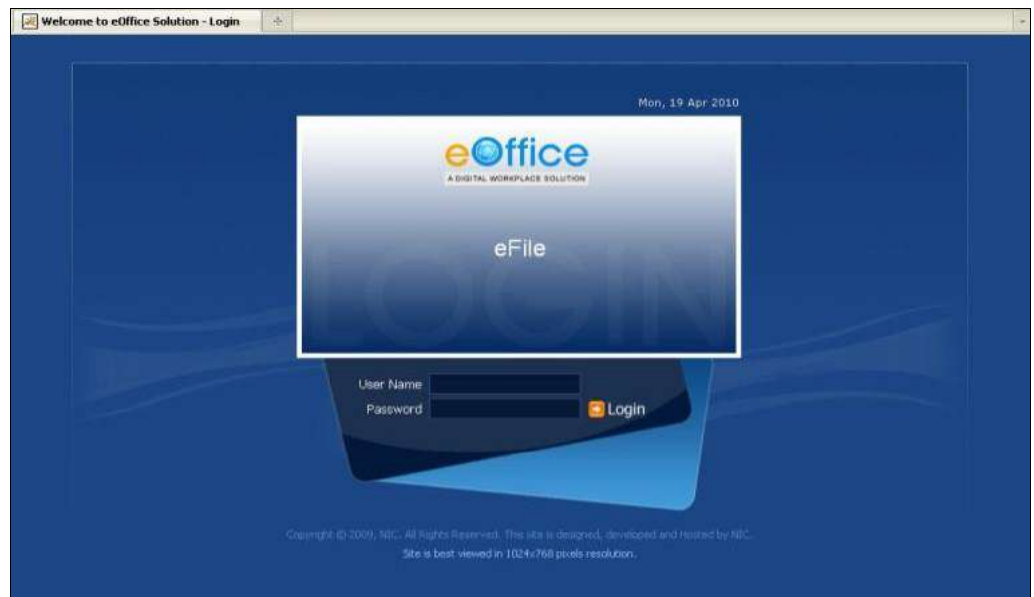 Welcome to eOffice Solution - Login
Mon, 19 Apr 2010
eOffice
A DIGITAL WORKPLACE SOLUTION
eFile
LOGIN
User Name
Password
Login
Copyright © 2009, NIC. All Rights Reserved. This site is designed, developed and Hosted by NIC.
Site is best viewed in 1024x768 pixels resolution.